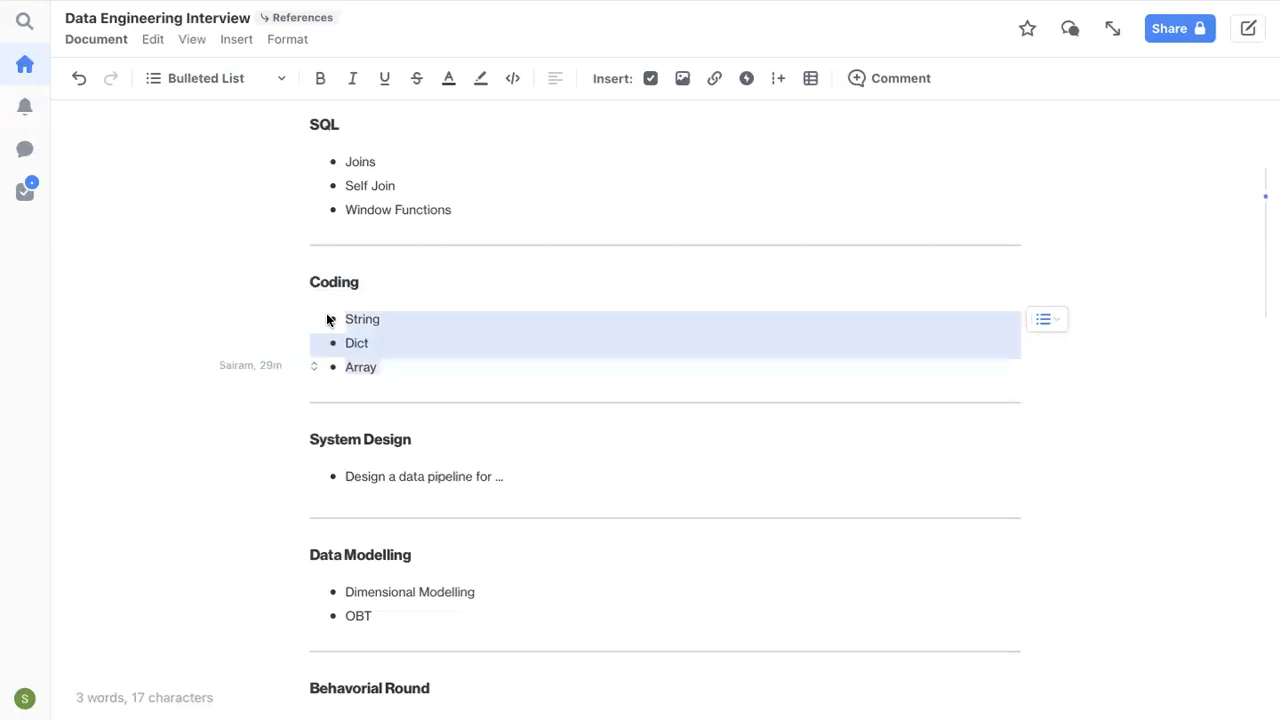 Data Engineering Interview References
Document Edit View Insert Format
Share
Bulleted List B I U S A Insert: Comment
SQL
Joins
Self Join
Window Functions
Coding
String
Dict
Sairam, 29m
Array
System Design
Design a data pipeline for ...
Data Modelling
Dimensional Modelling
OBT
Behavorial Round
S
3 words, 17 characters